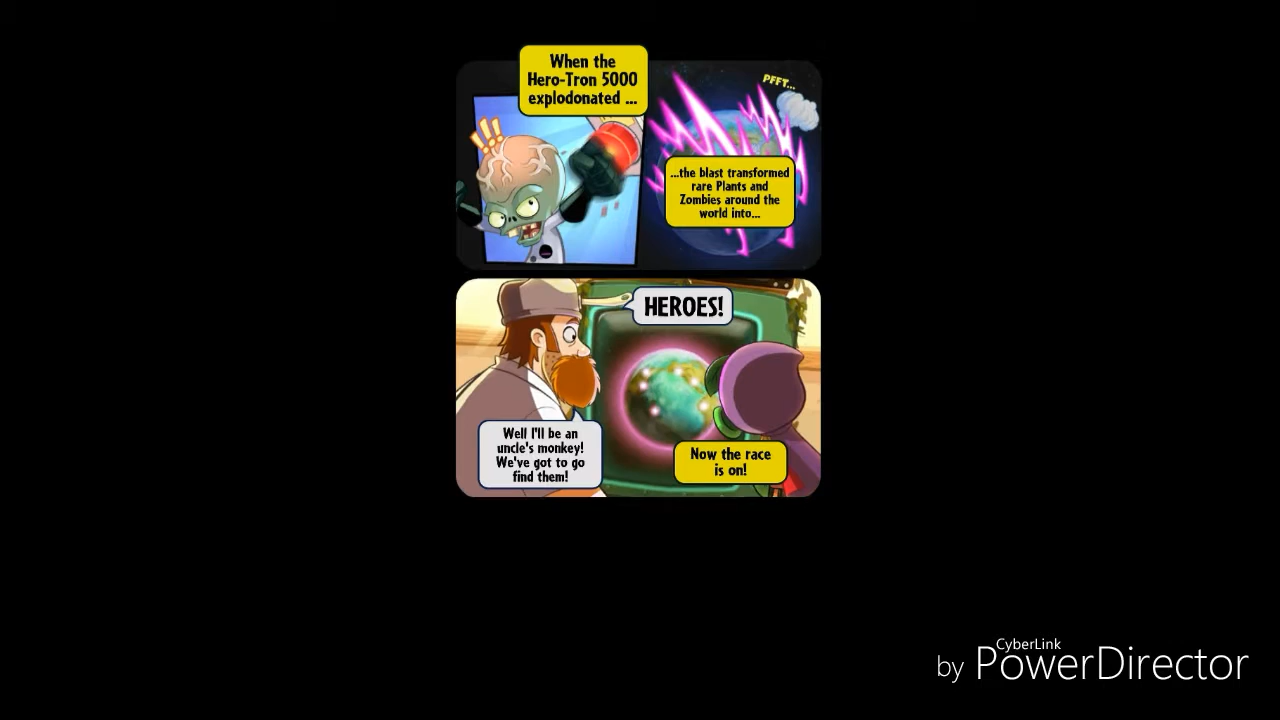 When the
Hero-Tron 5000
explodonated ...
PFFT...
...the blast transformed
rare Plants and
Zombies around the
world into...
HEROES!
Well I'll be an
uncle's monkey!
We've got to go
find them!
Now the race
is on!
CyberLink
by PowerDirector